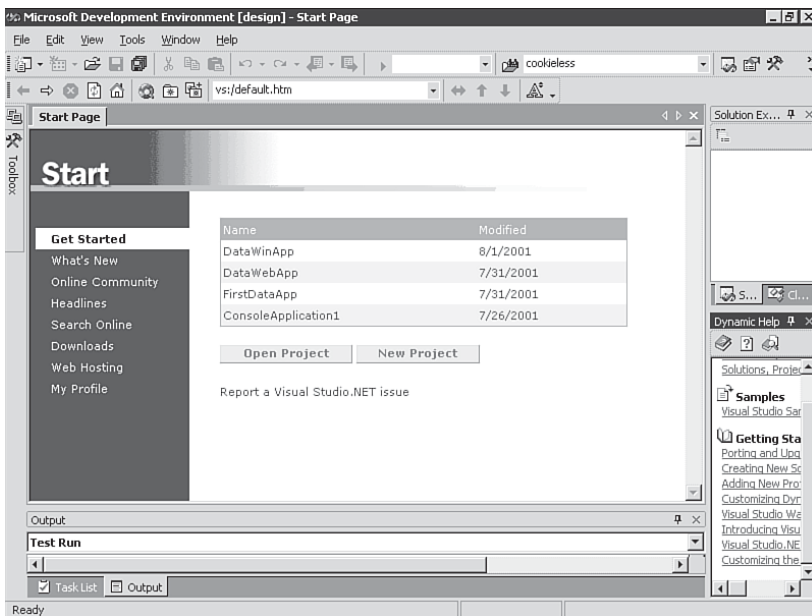 Microsoft Development Environment [design] - Start Page
File Edit View Tools Window Help
cookieless
vs:/default.htm
Start Page
Solution Ex...
Toolbox
Start
Get Started
What's New
Online Community
Headlines
Search Online
Downloads
Web Hosting
My Profile
Name Modified
DataWinApp 8/1/2001
DataWebApp 7/31/2001
FirstDataApp 7/31/2001
ConsoleApplication1 7/26/2001
Open Project New Project
Report a Visual Studio.NET issue
S... Cl...
Dynamic Help
Solutions, Projec
Samples
Visual Studio Sar
Getting Sta
Porting and Upg
Creating New So
Adding New Pro
Customizing Dyr
Visual Studio Wa
Introducing Visu
Visual Studio.NE
Customizing the
Output
Test Run
Task List Output
Ready